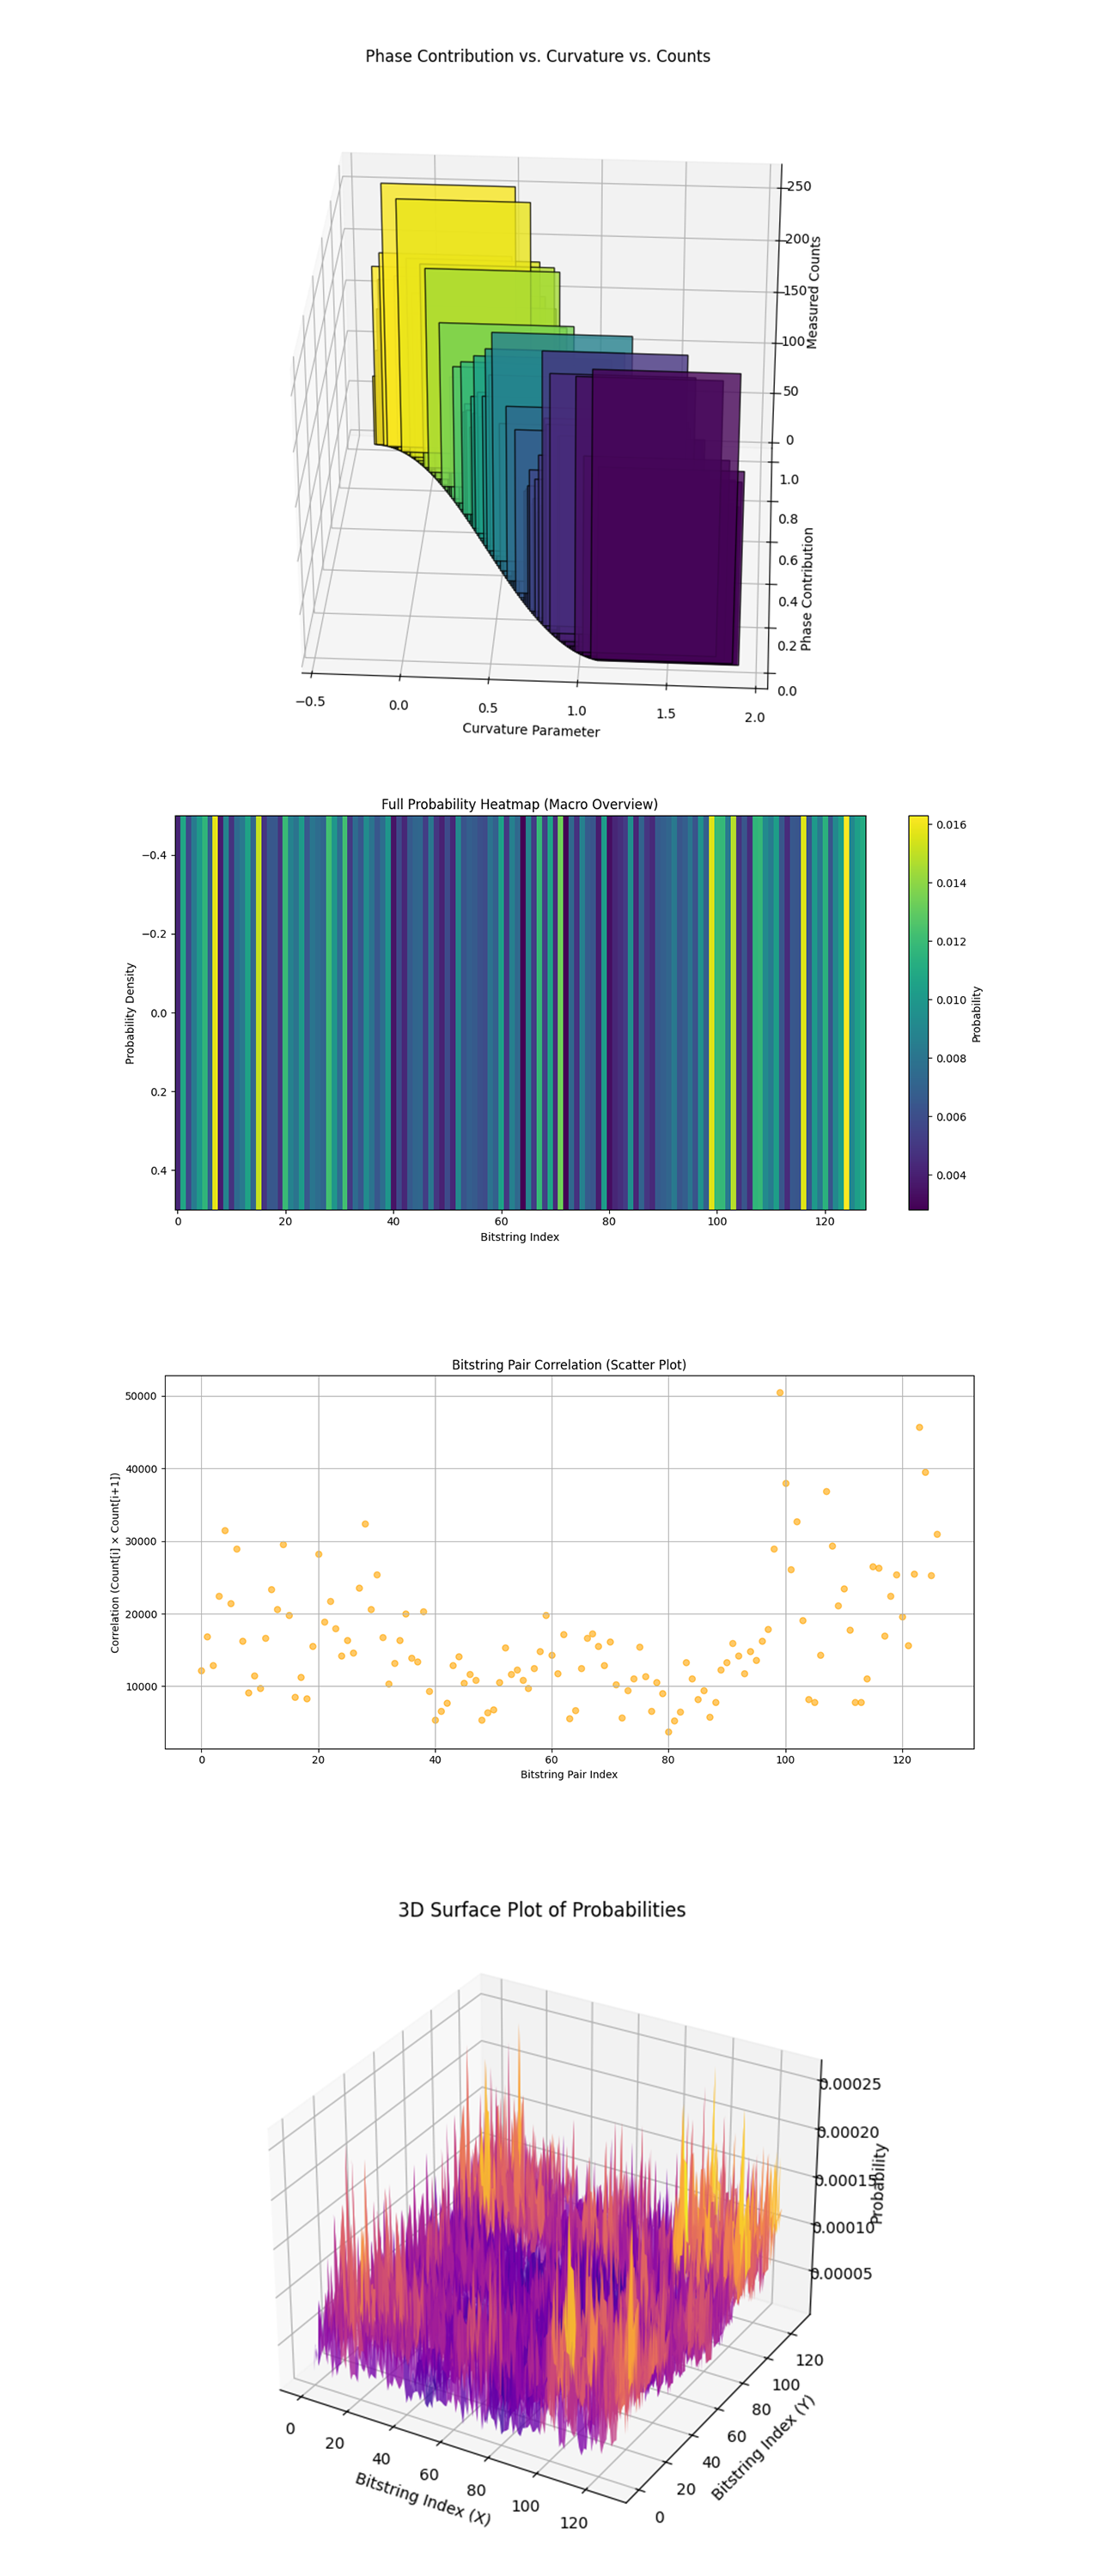 Phase Contribution vs. Curvature vs. Counts
250
200
150
100
50
0
Measured Counts
1.0
0.8
0.6
0.4
0.2
0.0
Phase Contribution
−0.5
0.0
0.5
1.0
1.5
2.0
Curvature Parameter
Full Probability Heatmap (Macro Overview)
−0.4
−0.2
0.0
0.2
0.4
Probability Density
0 20 40 60 80 100 120
Bitstring Index
0.016
0.014
0.012
0.010
0.008
0.006
0.004
Probability
Bitstring Pair Correlation (Scatter Plot)
50000
40000
30000
20000
10000
Correlation (Count[i] × Count[i+1])
0 20 40 60 80 100 120
Bitstring Pair Index
3D Surface Plot of Probabilities
0.00025
0.00020
0.00015
0.00010
0.00005
Probability
0 20 40 60 80 100 120
Bitstring Index (X)
120
100
80
60
40
20
0
Bitstring Index (Y)